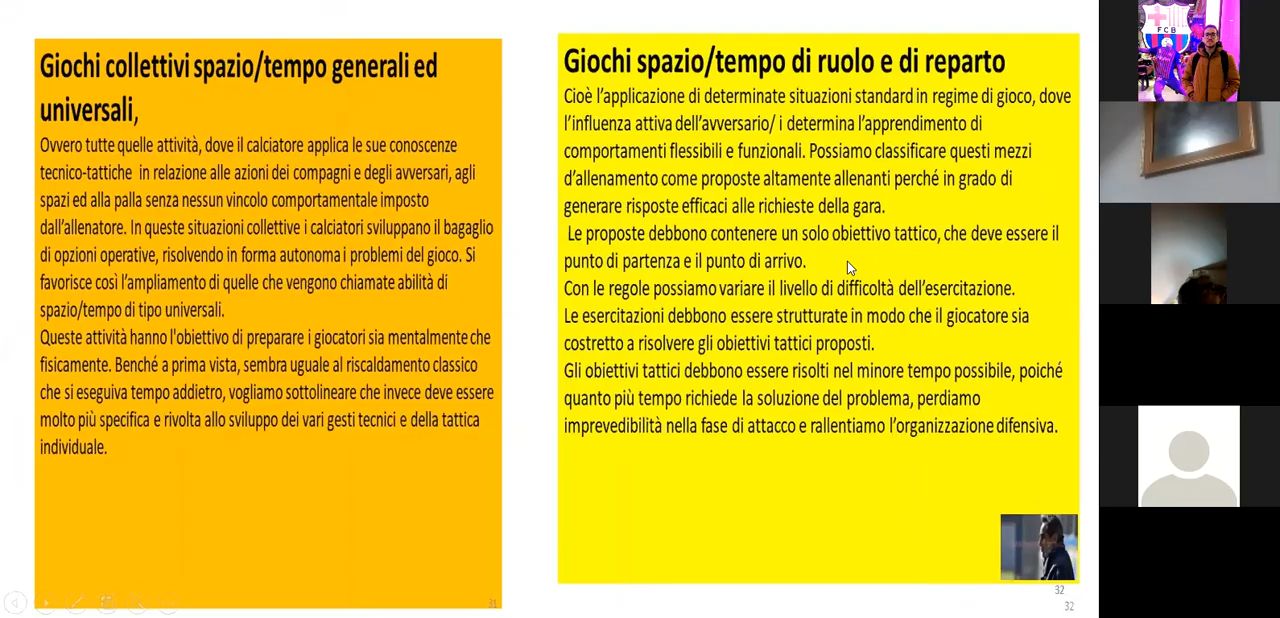 Giochi collettivi spazio/tempo generali ed
universali,
Ovvero tutte quelle attività, dove il calciatore applica le sue conoscenze
tecnico-tattiche in relazione alle azioni dei compagni e degli avversari, agli
spazi ed alla palla senza nessun vincolo comportamentale imposto
dall'allenatore. In queste situazioni collettive i calciatori sviluppano il bagaglio
di opzioni operative, risolvendo in forma autonoma i problemi del gioco. Si
favorisce così l'ampliamento di quelle che vengono chiamate abilità di
spazio/tempo di tipo universali.
Queste attività hanno l'obiettivo di preparare i giocatori sia mentalmente che
fisicamente. Benché a prima vista, sembra uguale al riscaldamento classico
che si eseguiva tempo addietro, vogliamo sottolineare che invece deve essere
molto più specifica e rivolta allo sviluppo dei vari gesti tecnici e della tattica
individuale.
31
Giochi spazio/tempo di ruolo e di reparto
Cioè l'applicazione di determinate situazioni standard in regime di gioco, dove
l'influenza attiva dell'avversario/ i determina l'apprendimento di
comportamenti flessibili e funzionali. Possiamo classificare questi mezzi
d'allenamento come proposte altamente allenanti perché in grado di
generare risposte efficaci alle richieste della gara.
Le proposte debbono contenere un solo obiettivo tattico, che deve essere il
punto di partenza e il punto di arrivo.
Con le regole possiamo variare il livello di difficoltà dell'esercitazione.
Le esercitazioni debbono essere strutturate in modo che il giocatore sia
costretto a risolvere gli obiettivi tattici proposti.
Gli obiettivi tattici debbono essere risolti nel minore tempo possibile, poiché
quanto più tempo richiede la soluzione del problema, perdiamo
imprevedibilità nella fase di attacco e rallentiamo l'organizzazione difensiva.
32
32
FCB